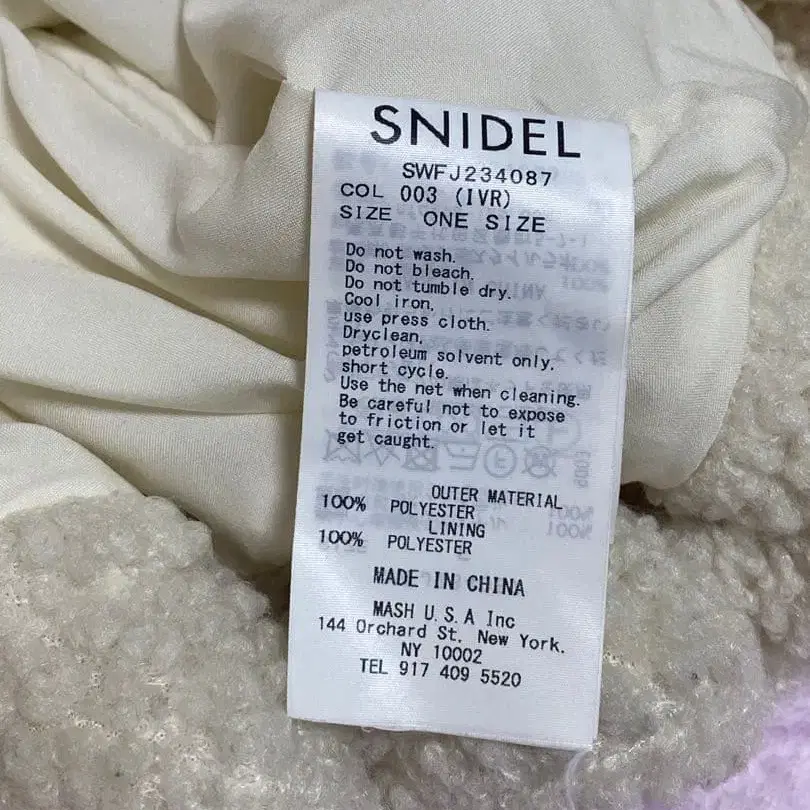 SNIDEL
SWFJ234087
COL 003 (IVR)
SIZE ONE SIZE
Do not wash.
Do not bleach.
Do not tumble dry.
Cool iron,
use press cloth.
Dryclean,
petroleum solvent only.
short cycle.
Use the net when cleaning.
Be careful not to expose
to friction or let it
get caught.
OUTER MATERIAL
100% POLYESTER
LINING
100% POLYESTER
MADE IN CHINA
MASH U.S.A Inc
144 Orchard St. New York.
NY 10002
TEL 917 409 5520